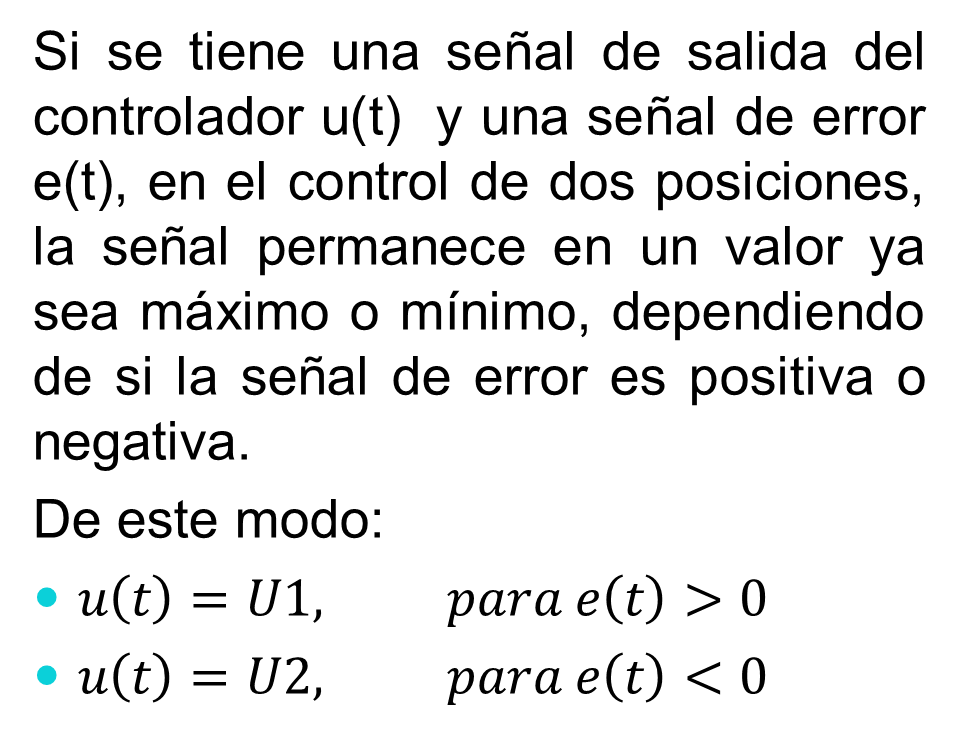 Si se tiene una señal de salida del
controlador u(t)  y una señal de error
e(t), en el control de dos posiciones,
la señal permanece en un valor ya
sea máximo o mínimo, dependiendo
de si la señal de error es positiva o
negativa.
De este modo:
• 𝑢(𝑡) = 𝑈1, 𝑝𝑎𝑟𝑎 𝑒(𝑡) > 0
• 𝑢(𝑡) = 𝑈2, 𝑝𝑎𝑟𝑎 𝑒(𝑡) < 0